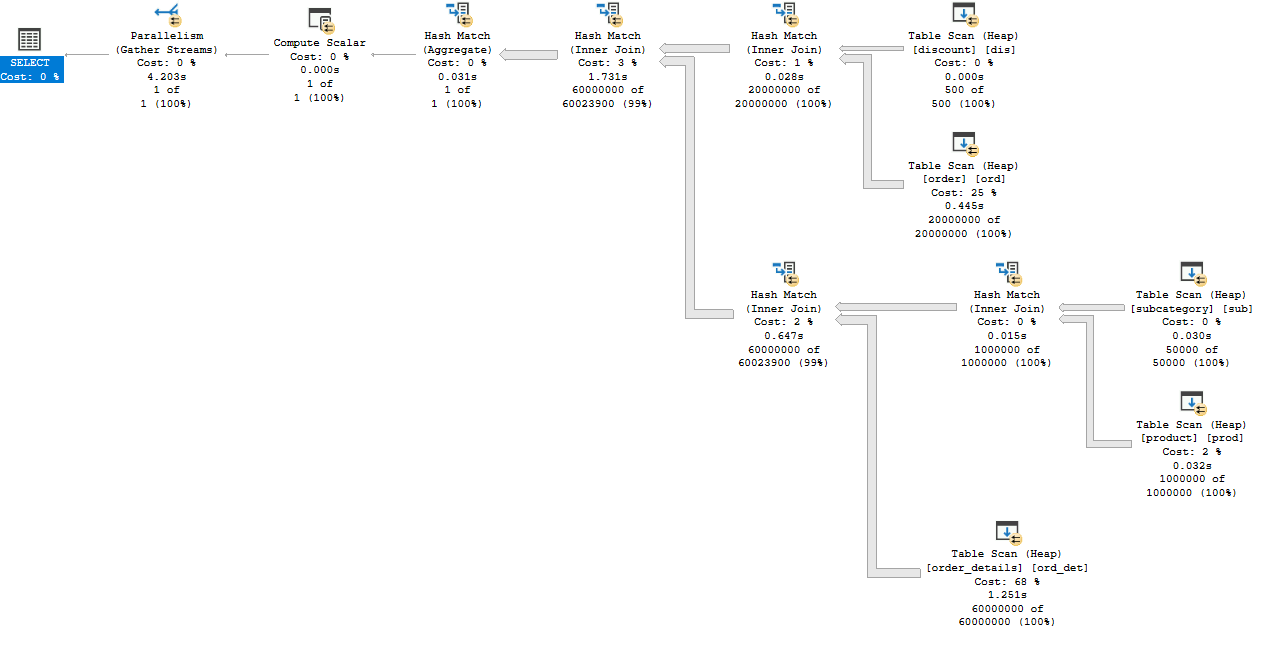 SELECT
Cost: 0 %
Parallelism
(Gather Streams)
Cost: 0 %
4.203s
1 of
1 (100%)
Compute Scalar
Cost: 0 %
0.000s
1 of
1 (100%)
Hash Match
(Aggregate)
Cost: 0 %
0.031s
1 of
1 (100%)
Hash Match
(Inner Join)
Cost: 3 %
1.731s
60000000 of
60023900 (99%)
Hash Match
(Inner Join)
Cost: 1 %
0.028s
20000000 of
20000000 (100%)
Table Scan (Heap)
[discount] [dis]
Cost: 0 %
0.000s
500 of
500 (100%)
Table Scan (Heap)
[order] [ord]
Cost: 25 %
0.445s
20000000 of
20000000 (100%)
Hash Match
(Inner Join)
Cost: 2 %
0.647s
60000000 of
60023900 (99%)
Hash Match
(Inner Join)
Cost: 0 %
0.015s
1000000 of
1000000 (100%)
Table Scan (Heap)
[subcategory] [sub]
Cost: 0 %
0.030s
50000 of
50000 (100%)
Table Scan (Heap)
[product] [prod]
Cost: 2 %
0.032s
1000000 of
1000000 (100%)
Table Scan (Heap)
[order_details] [ord_det]
Cost: 68 %
1.251s
60000000 of
60000000 (100%)